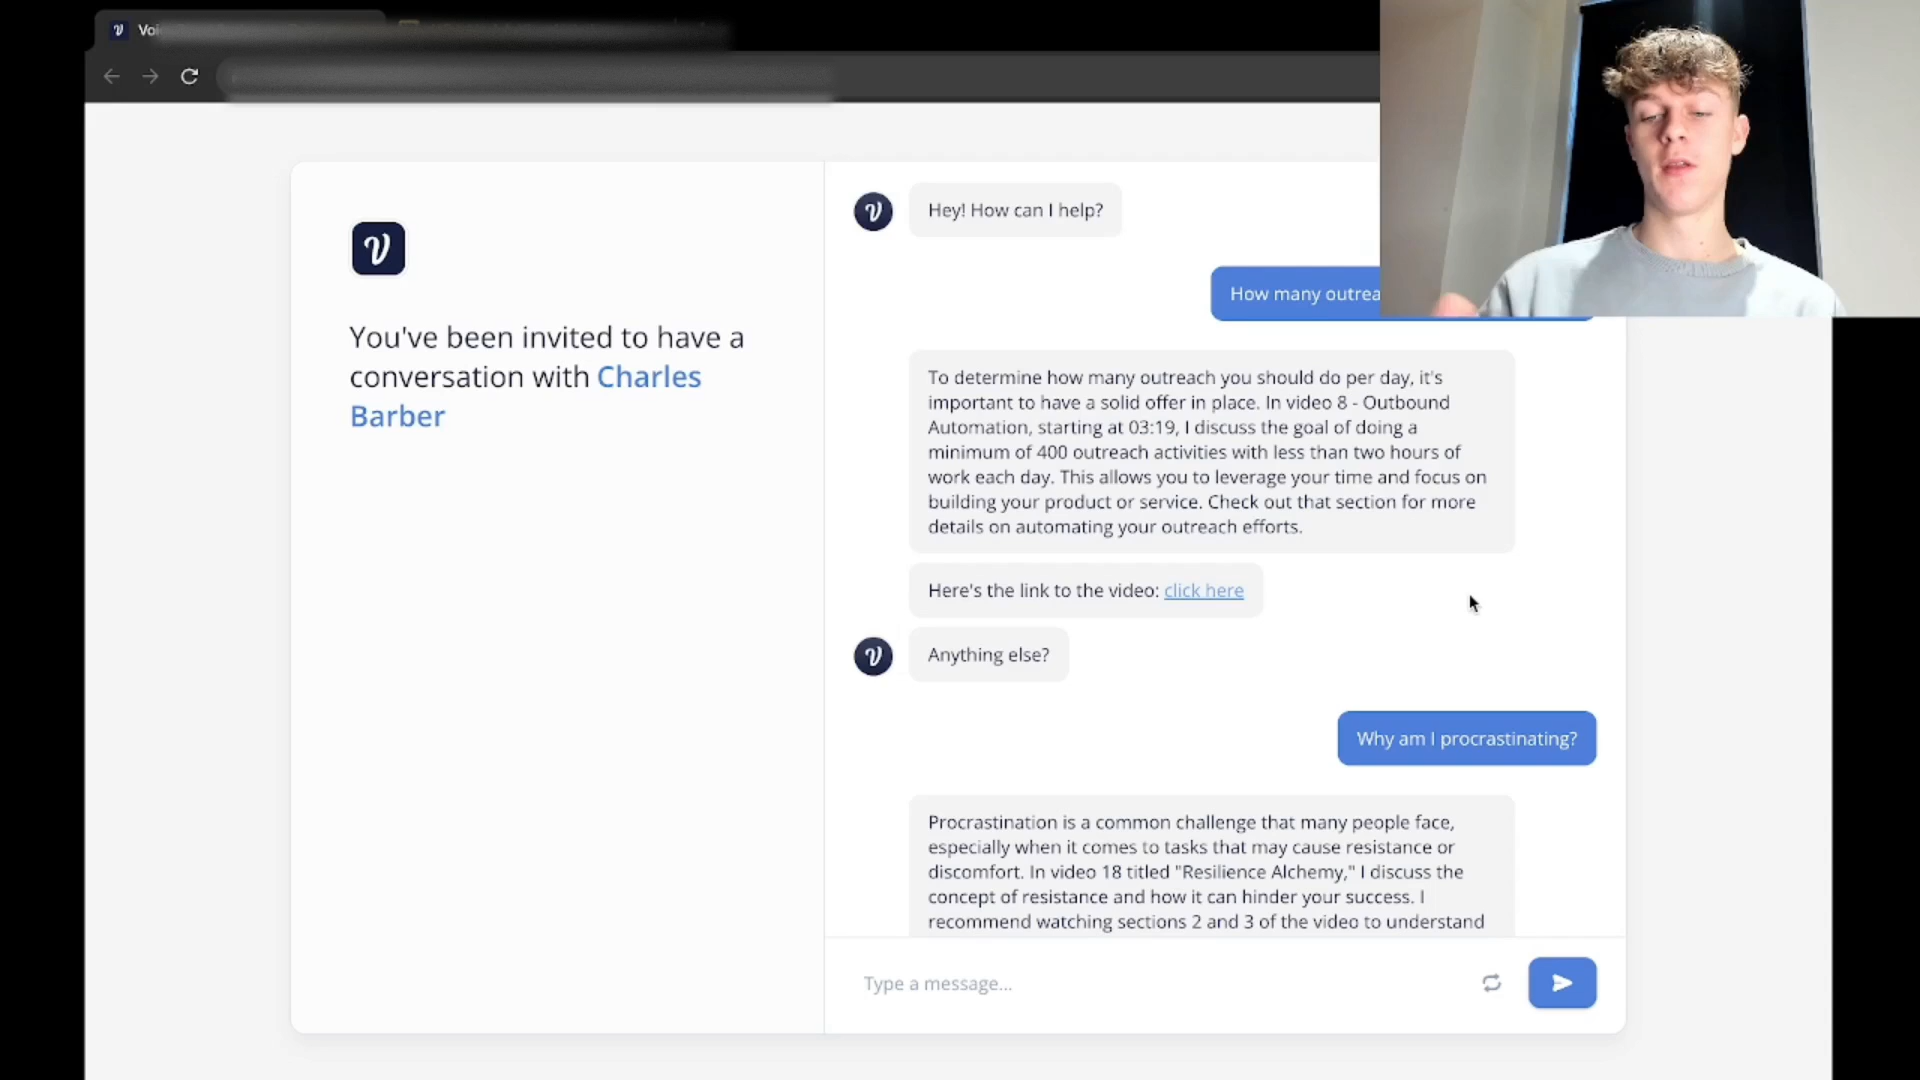 Voi
You've been invited to have a
conversation with Charles
Barber
Hey! How can I help?
How many outrea
To determine how many outreach you should do per day, it's
important to have a solid offer in place. In video 8 - Outbound
Automation, starting at 03:19, I discuss the goal of doing a
minimum of 400 outreach activities with less than two hours of
work each day. This allows you to leverage your time and focus on
building your product or service. Check out that section for more
details on automating your outreach efforts.
Here's the link to the video: click here
Anything else?
Why am I procrastinating?
Procrastination is a common challenge that many people face,
especially when it comes to tasks that may cause resistance or
discomfort. In video 18 titled "Resilience Alchemy," I discuss the
concept of resistance and how it can hinder your success. I
recommend watching sections 2 and 3 of the video to understand
Type a message...